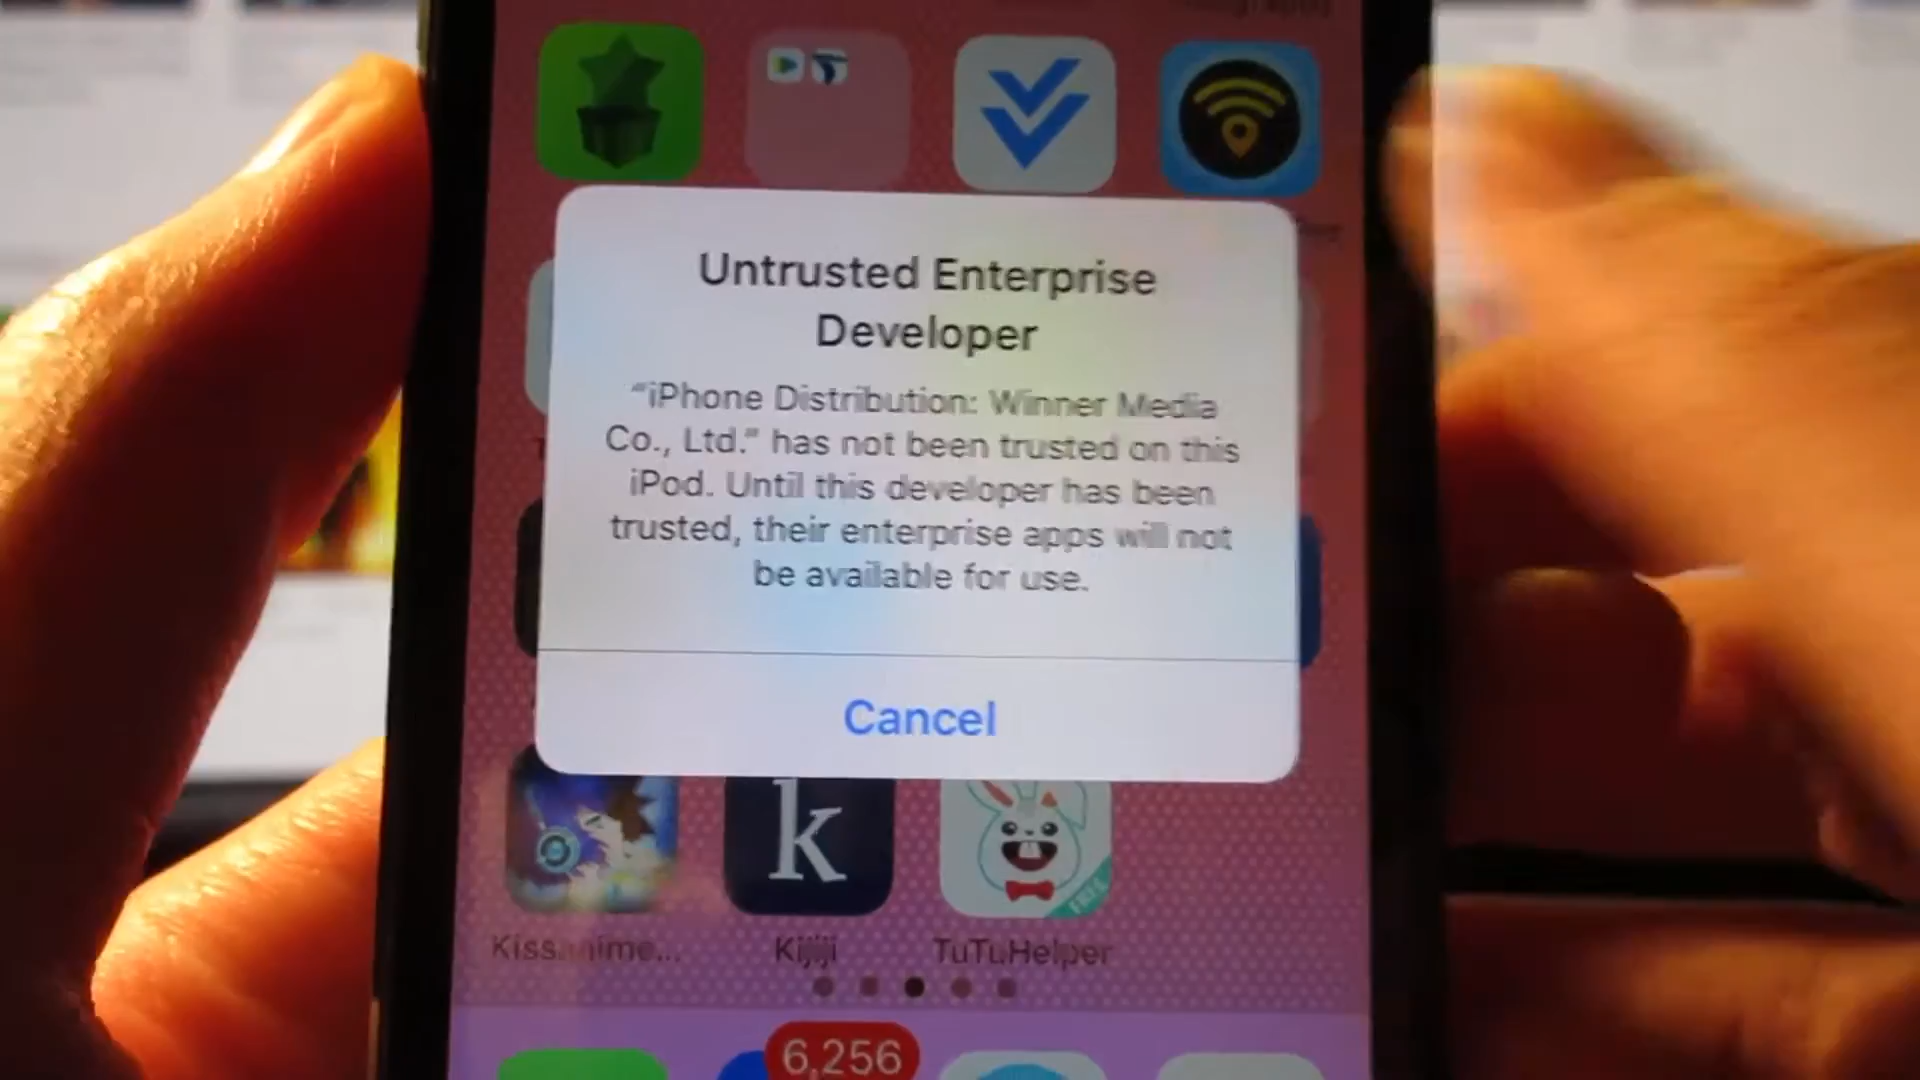 Untrusted Enterprise
Developer
"iPhone Distribution: Winner Media
Co., Ltd." has not been trusted on this
iPod. Until this developer has been
trusted, their enterprise apps will not
be available for use.
Cancel
k
FREE
Kissanime...
Kijiji
TuTuHelper
6,256